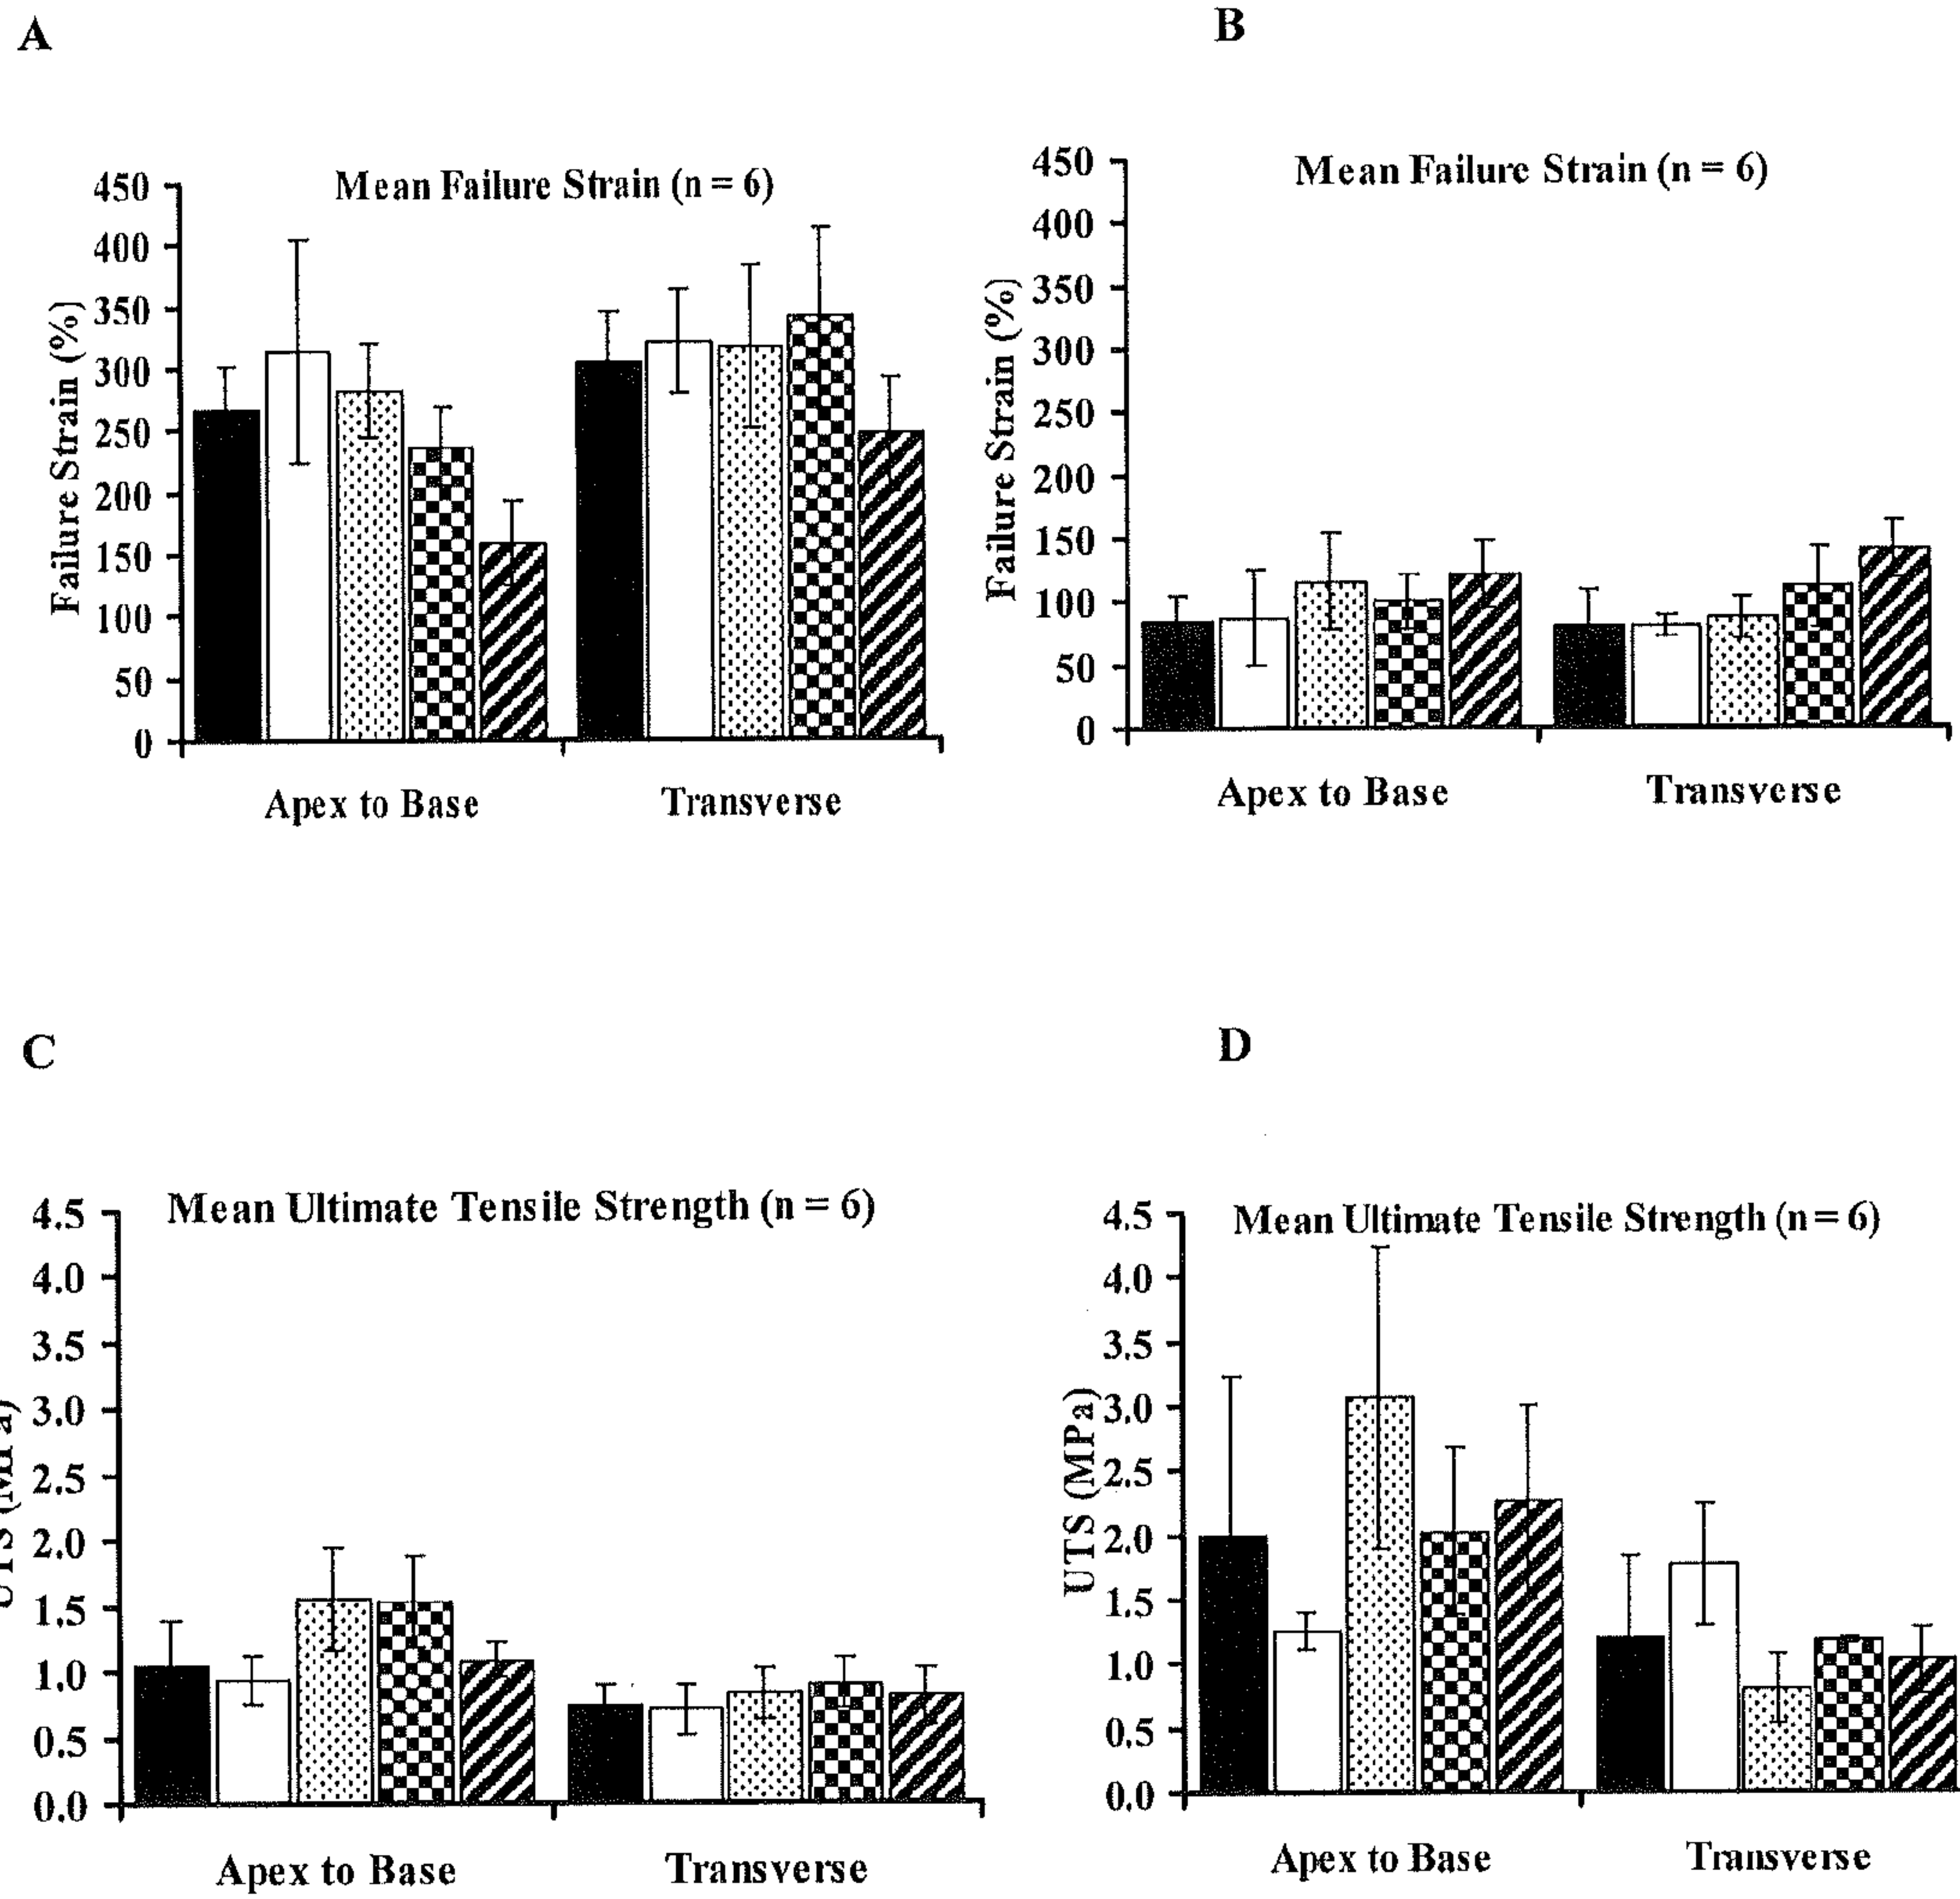 A
Mean Failure Strain (n = 6)
Failure Strain (%)
450
400
350
300
250
200
150
100
50
0
Apex to Base
Transverse
B
Mean Failure Strain (n = 6)
Failure Strain (%)
450
400
350
300
250
200
150
100
50
0
Apex to Base
Transverse
C
Mean Ultimate Tensile Strength (n = 6)
UTS (MPa)
4.5
4.0
3.5
3.0
2.5
2.0
1.5
1.0
0.5
0.0
Apex to Base
Transverse
D
Mean Ultimate Tensile Strength (n = 6)
UTS (MPa)
4.5
4.0
3.5
3.0
2.5
2.0
1.5
1.0
0.5
0.0
Apex to Base
Transverse